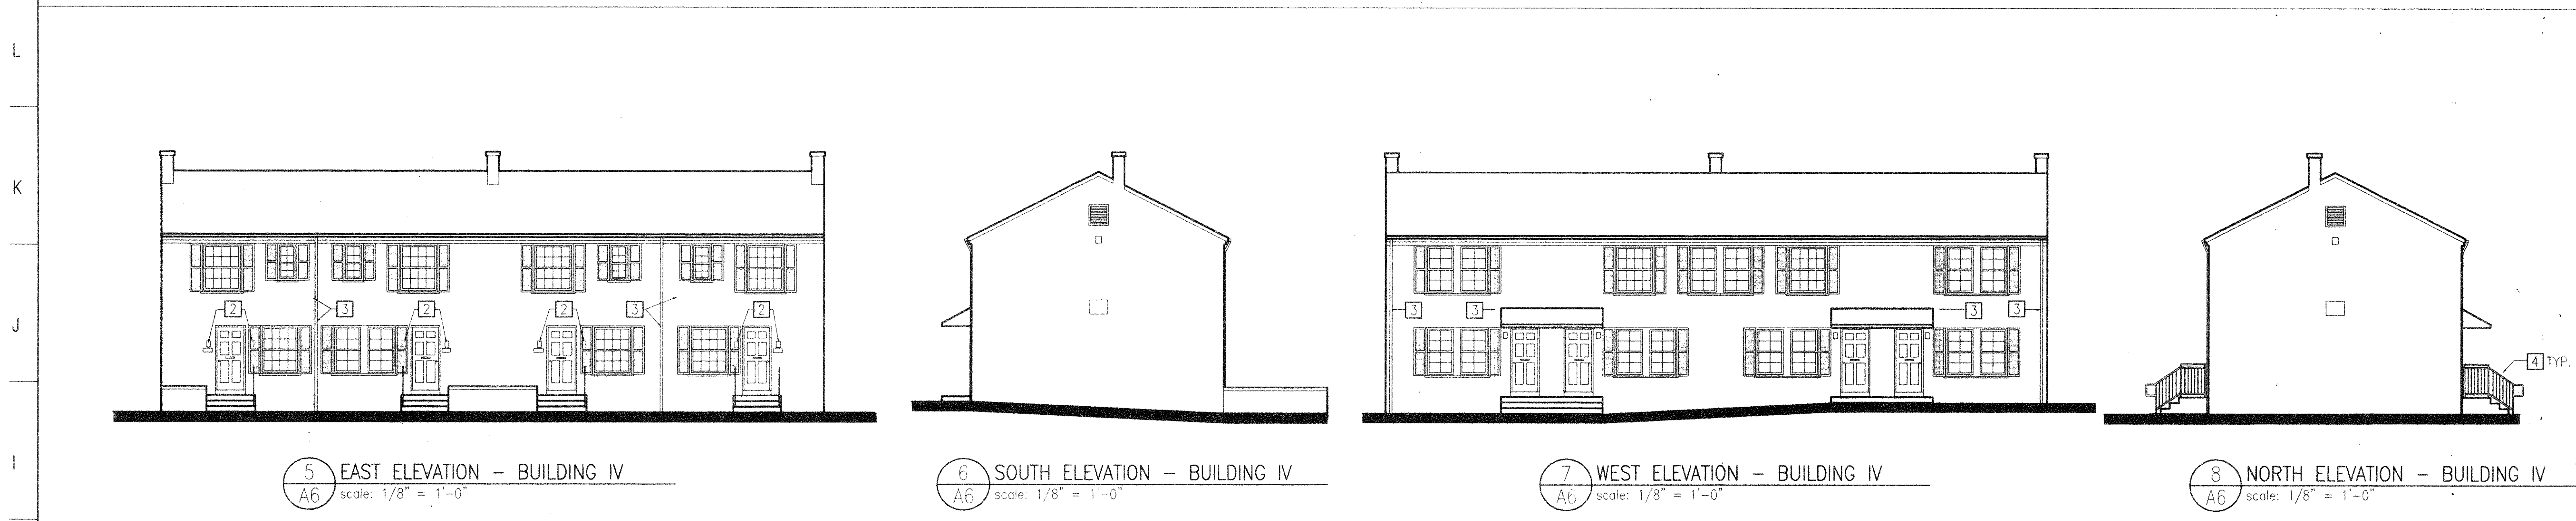 L
K
J
I
2
3
2
2
3
2
3
3
3
3
4 TYP.
5
A6
EAST ELEVATION – BUILDING IV
scale: 1/8" = 1'-0"
6
A6
SOUTH ELEVATION – BUILDING IV
scale: 1/8" = 1'-0"
7
A6
WEST ELEVATION – BUILDING IV
scale: 1/8" = 1'-0"
8
A6
NORTH ELEVATION – BUILDING IV
scale: 1/8" = 1'-0"